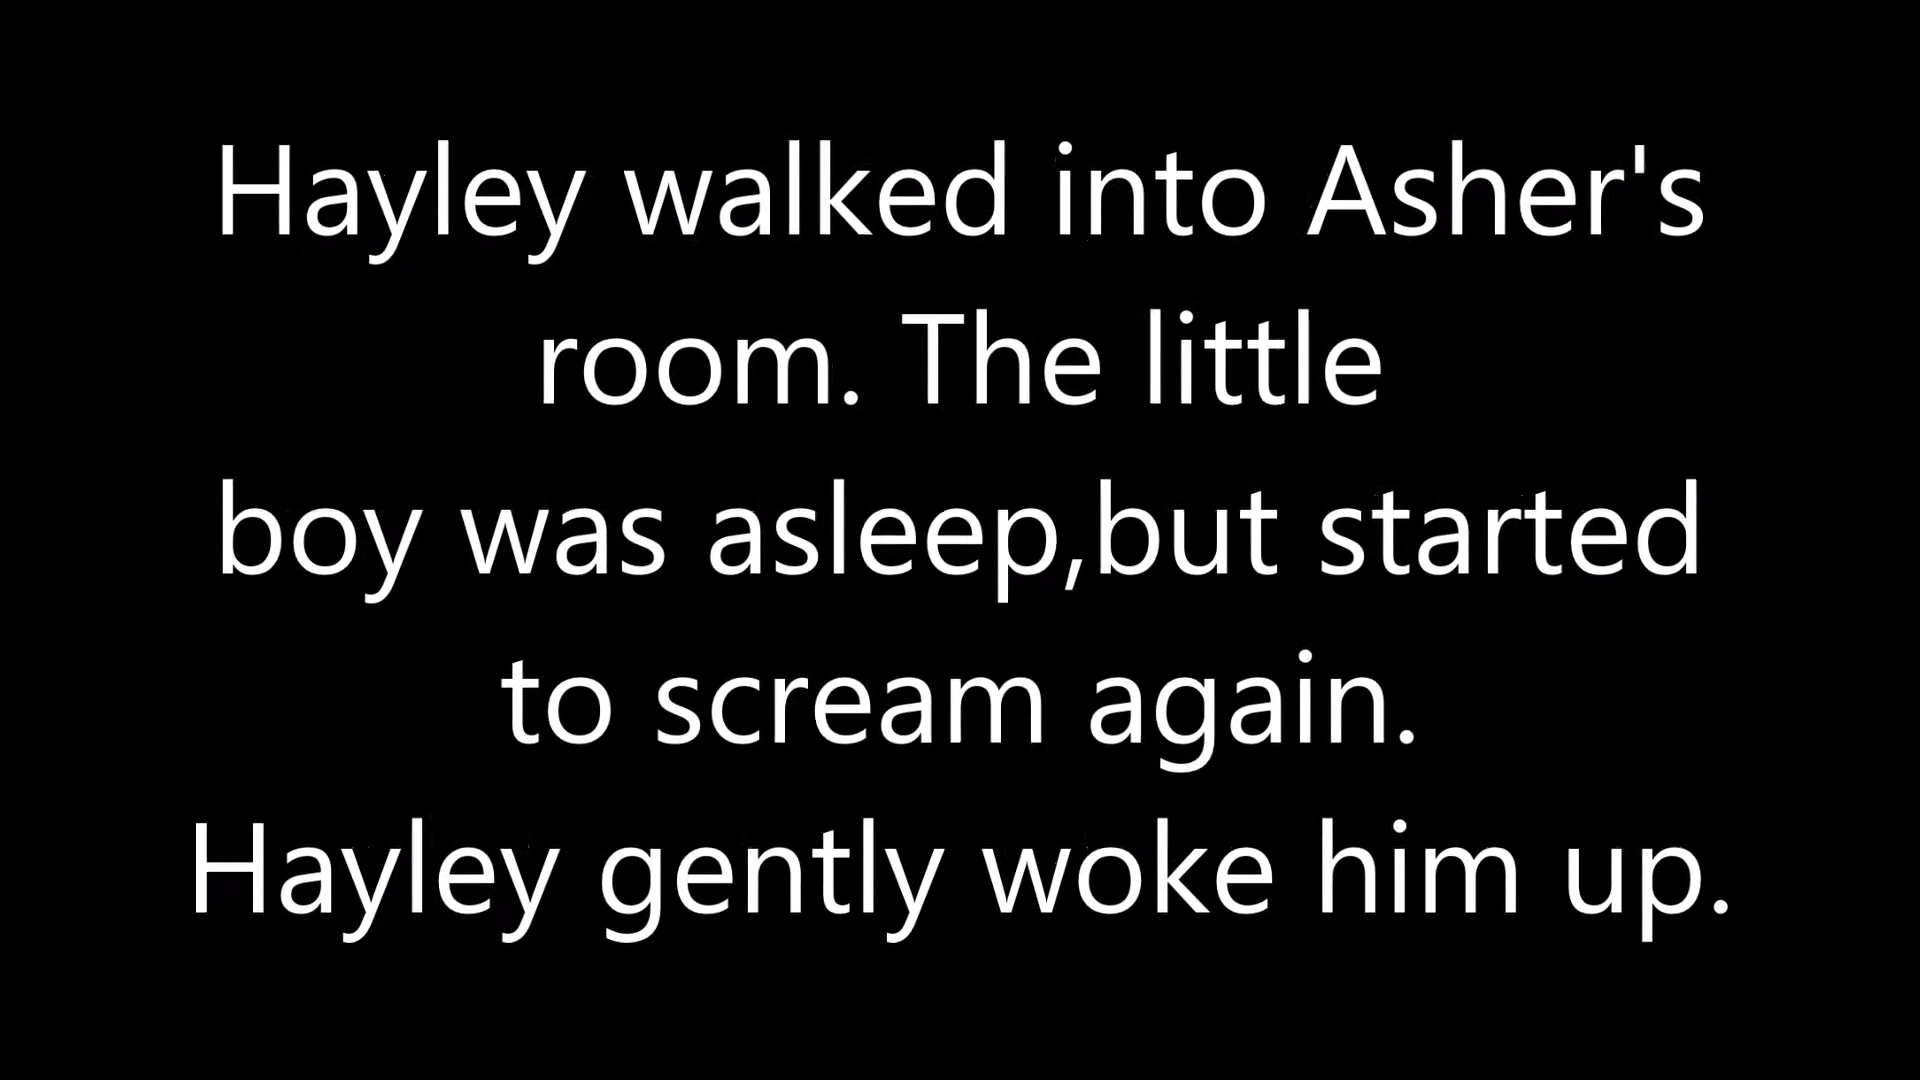 Hayley walked into Asher's
room. The little
boy was asleep,but started
to scream again.
Hayley gently woke him up.